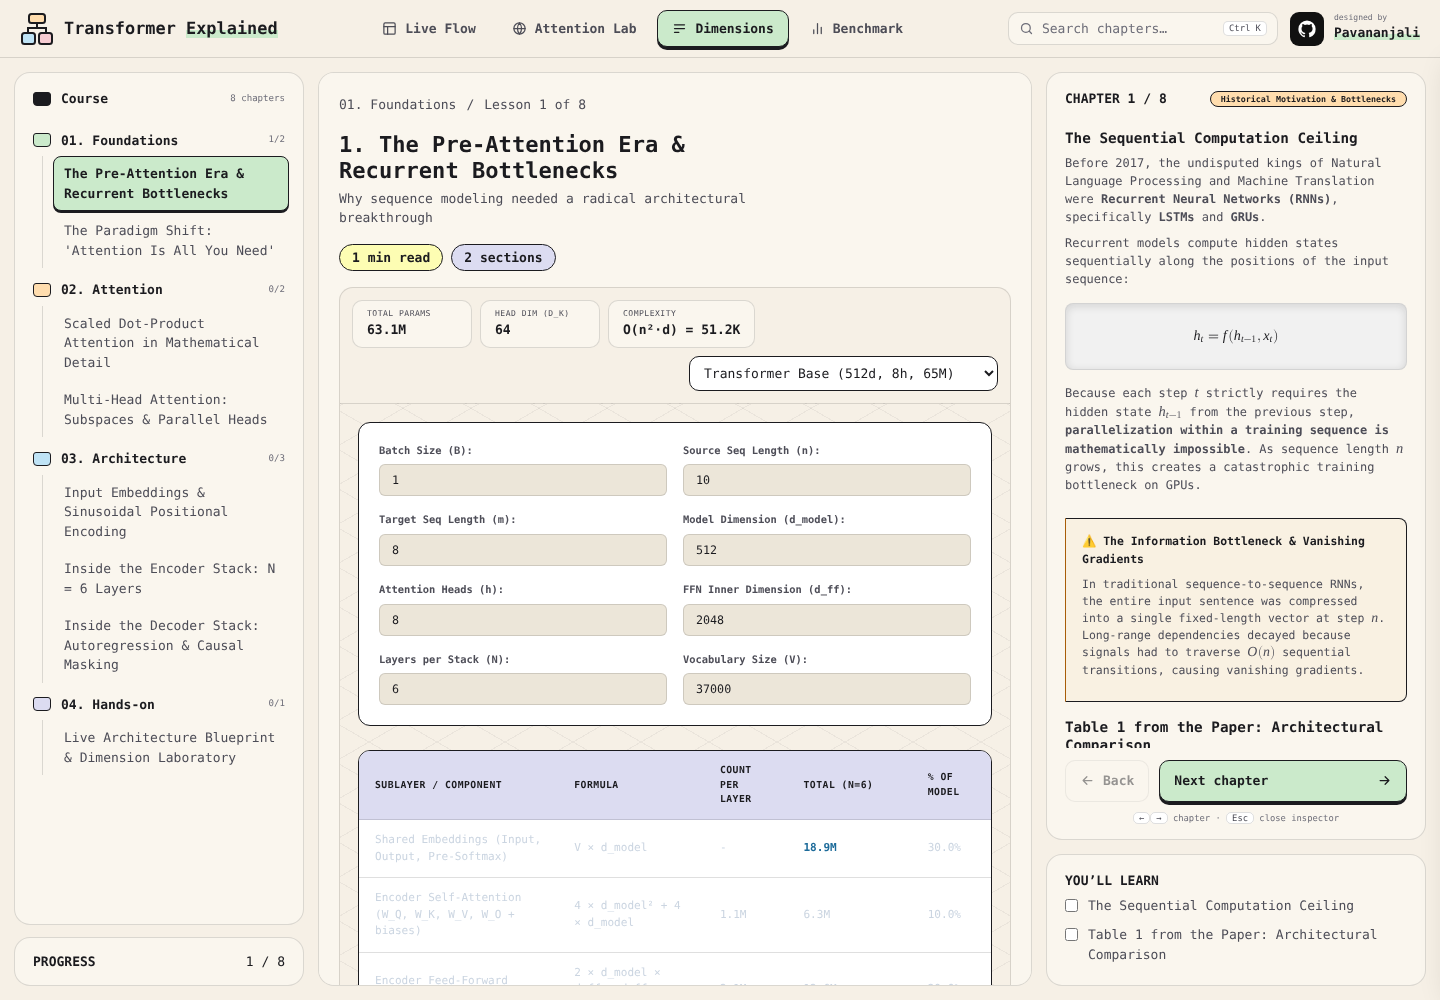 Transformer Explained
Live Flow
Attention Lab
Dimensions
Benchmark
Search chapters…
Ctrl K
designed by
Pavananjali
Course
8 chapters
01. Foundations
1/2
The Pre-Attention Era &
Recurrent Bottlenecks
The Paradigm Shift:
'Attention Is All You Need'
02. Attention
0/2
Scaled Dot-Product
Attention in Mathematical
Detail
Multi-Head Attention:
Subspaces & Parallel Heads
03. Architecture
0/3
Input Embeddings &
Sinusoidal Positional
Encoding
Inside the Encoder Stack: N
= 6 Layers
Inside the Decoder Stack:
Autoregression & Causal
Masking
04. Hands-on
0/1
Live Architecture Blueprint
& Dimension Laboratory
PROGRESS
1 / 8
01. Foundations / Lesson 1 of 8
1. The Pre-Attention Era &
Recurrent Bottlenecks
Why sequence modeling needed a radical architectural
breakthrough
1 min read
2 sections
TOTAL PARAMS
63.1M
HEAD DIM (D_K)
64
COMPLEXITY
O(n²·d) = 51.2K
Transformer Base (512d, 8h, 65M)
Batch Size (B):
1
Source Seq Length (n):
10
Target Seq Length (m):
8
Model Dimension (d_model):
512
Attention Heads (h):
8
FFN Inner Dimension (d_ff):
2048
Layers per Stack (N):
6
Vocabulary Size (V):
37000
SUBLAYER / COMPONENT
FORMULA
COUNT
PER
LAYER
TOTAL (N=6)
% OF
MODEL
Shared Embeddings (Input,
Output, Pre-Softmax)
V × d_model
-
18.9M
30.0%
Encoder Self-Attention
(W_Q, W_K, W_V, W_O +
biases)
4 × d_model² + 4
× d_model
1.1M
6.3M
10.0%
Encoder Feed-Forward
2 × d_model ×
CHAPTER 1 / 8
Historical Motivation & Bottlenecks
The Sequential Computation Ceiling
Before 2017, the undisputed kings of Natural
Language Processing and Machine Translation
were Recurrent Neural Networks (RNNs),
specifically LSTMs and GRUs.
Recurrent models compute hidden states
sequentially along the positions of the input
sequence:
hₜ = f(hₜ₋₁, xₜ)
Because each step t strictly requires the
hidden state hₜ₋₁ from the previous step,
parallelization within a training sequence is
mathematically impossible. As sequence length n
grows, this creates a catastrophic training
bottleneck on GPUs.
⚠️ The Information Bottleneck & Vanishing
Gradients
In traditional sequence-to-sequence RNNs,
the entire input sentence was compressed
into a single fixed-length vector at step n.
Long-range dependencies decayed because
signals had to traverse O(n) sequential
transitions, causing vanishing gradients.
Table 1 from the Paper: Architectural
Comparison
← Back
Next chapter →
← → chapter · Esc close inspector
YOU’LL LEARN
The Sequential Computation Ceiling
Table 1 from the Paper: Architectural
Comparison